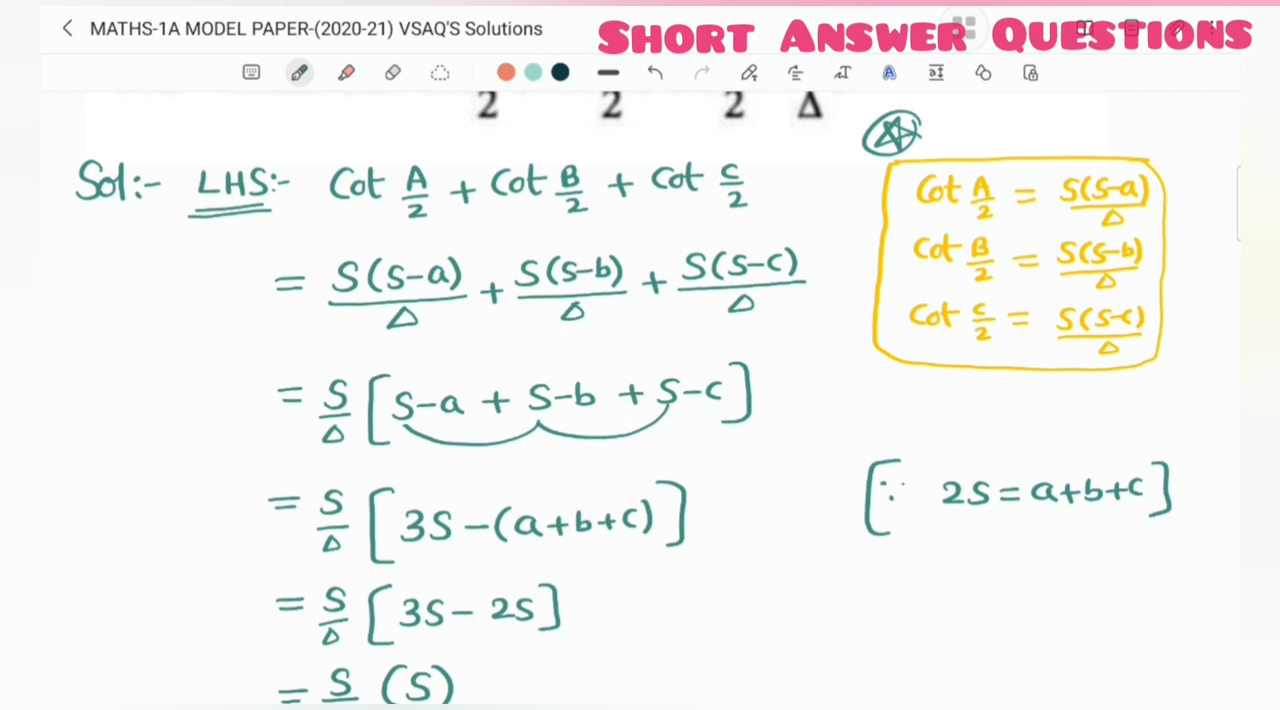 MATHS-1A MODEL PAPER-(2020-21) VSAQ'S Solutions
SHORT ANSWER QUESTIONS
2 2 2 Δ
Sol:- LHS:- Cot A/2 + Cot B/2 + Cot C/2
= S(S-a)/Δ + S(S-b)/Δ + S(S-c)/Δ
= S/Δ [S-a + S-b + S-c]
= S/Δ [3S-(a+b+c)]
= S/Δ [3S-2S]
= S (S)
Cot A/2 = S(S-a)/Δ
Cot B/2 = S(S-b)/Δ
Cot C/2 = S(S-c)/Δ
[∵ 2S = a+b+c]